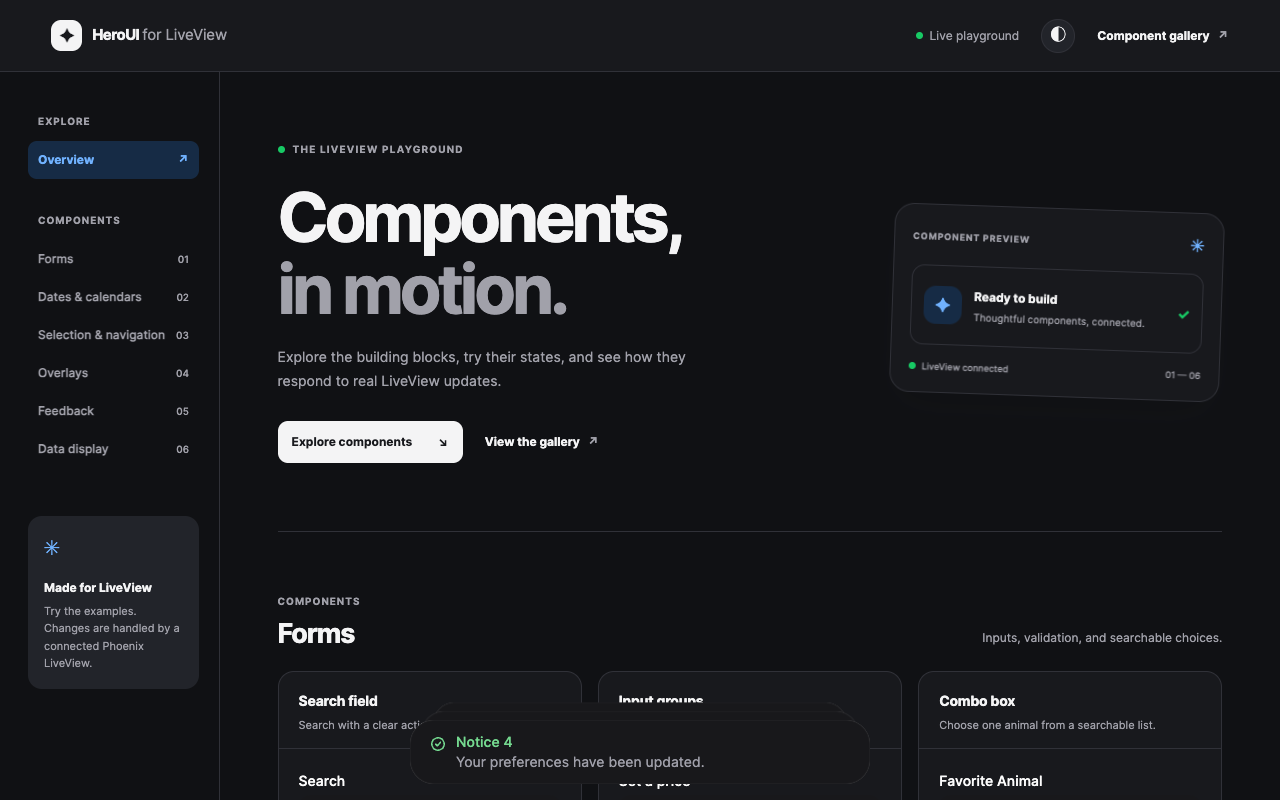 HeroUI for LiveView
Live playground
Component gallery
EXPLORE
Overview
COMPONENTS
Forms 01
Dates & calendars 02
Selection & navigation 03
Overlays 04
Feedback 05
Data display 06
Made for LiveView
Try the examples.
Changes are handled by a
connected Phoenix
LiveView.
THE LIVEVIEW PLAYGROUND
Components,
in motion.
Explore the building blocks, try their states, and see how they
respond to real LiveView updates.
Explore components
View the gallery
COMPONENT PREVIEW
Ready to build
Thoughtful components, connected.
LiveView connected
01 — 06
COMPONENTS
Forms
Inputs, validation, and searchable choices.
Search field
Search with a clear
Search
Input groups
Combo box
Choose one animal from a searchable list.
Favorite Animal
Notice 4
Your preferences have been updated.